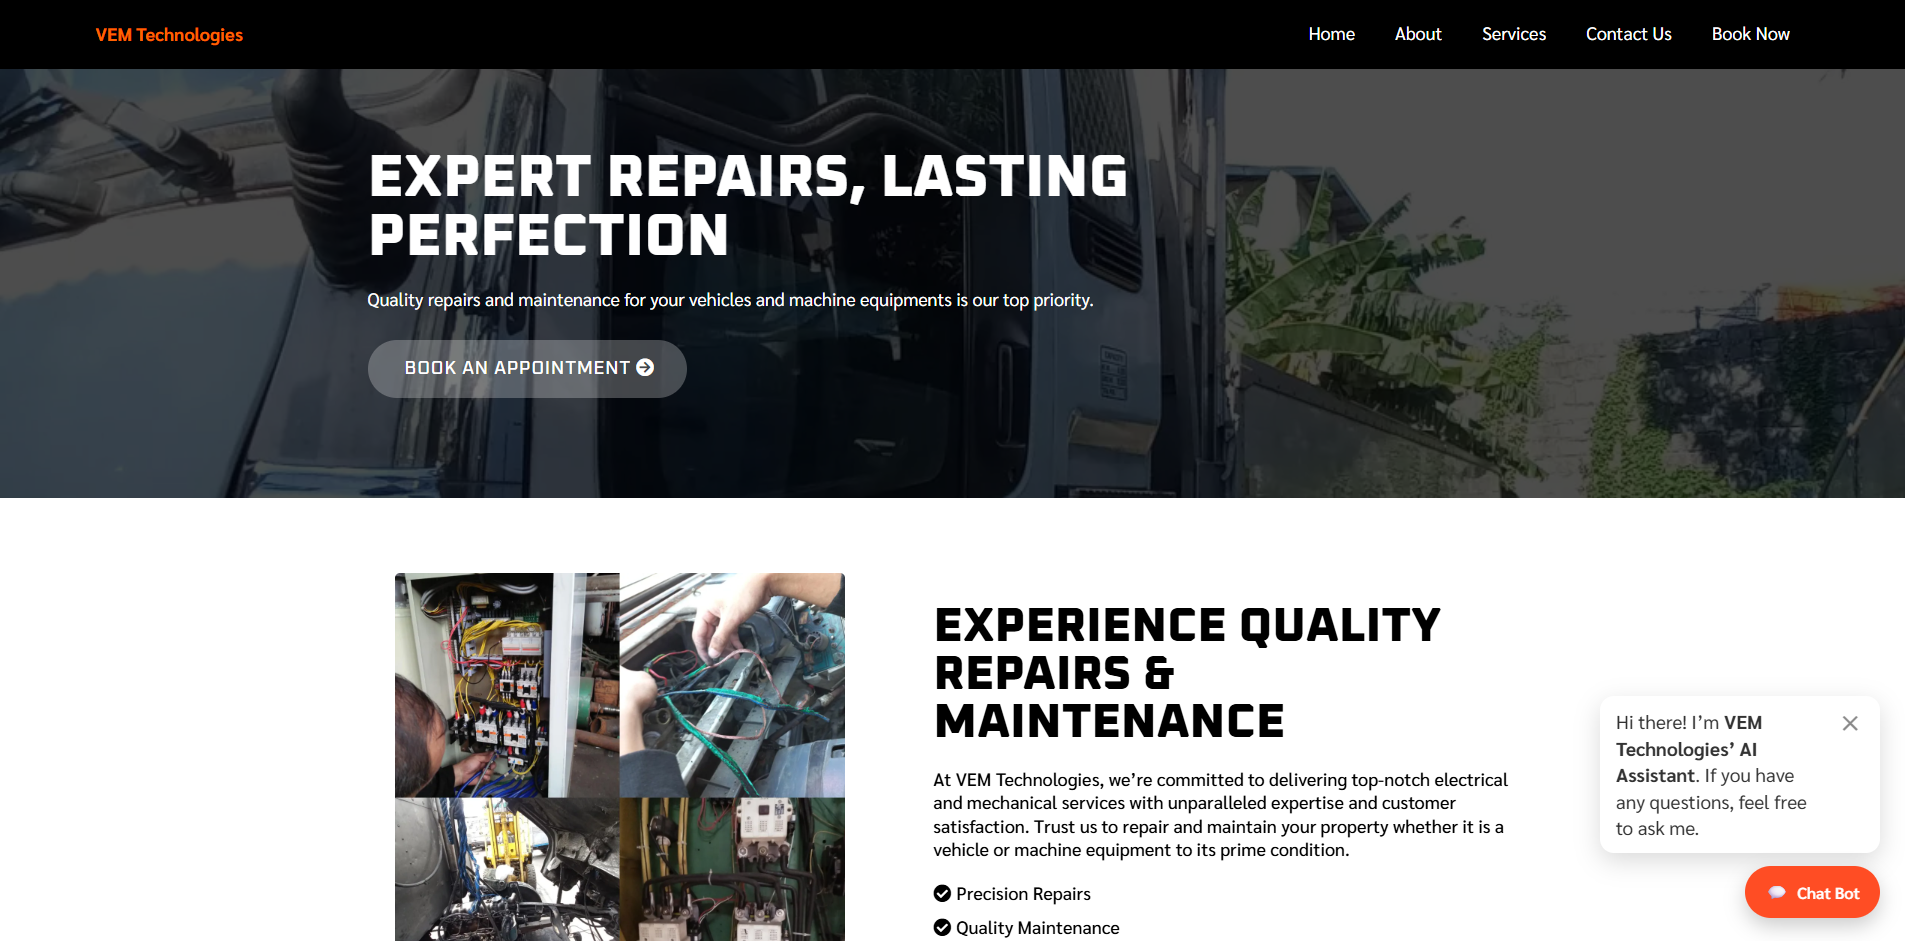 VEM Technologies
Home About Services Contact Us Book Now
EXPERT REPAIRS, LASTING
PERFECTION
Quality repairs and maintenance for your vehicles and machine equipments is our top priority.
BOOK AN APPOINTMENT
EXPERIENCE QUALITY
REPAIRS &
MAINTENANCE
At VEM Technologies, we’re committed to delivering top-notch electrical
and mechanical services with unparalleled expertise and customer
satisfaction. Trust us to repair and maintain your property whether it is a
vehicle or machine equipment to its prime condition.
Precision Repairs
Quality Maintenance
Hi there! I’m VEM
Technologies’ AI
Assistant. If you have
any questions, feel free
to ask me.
Chat Bot